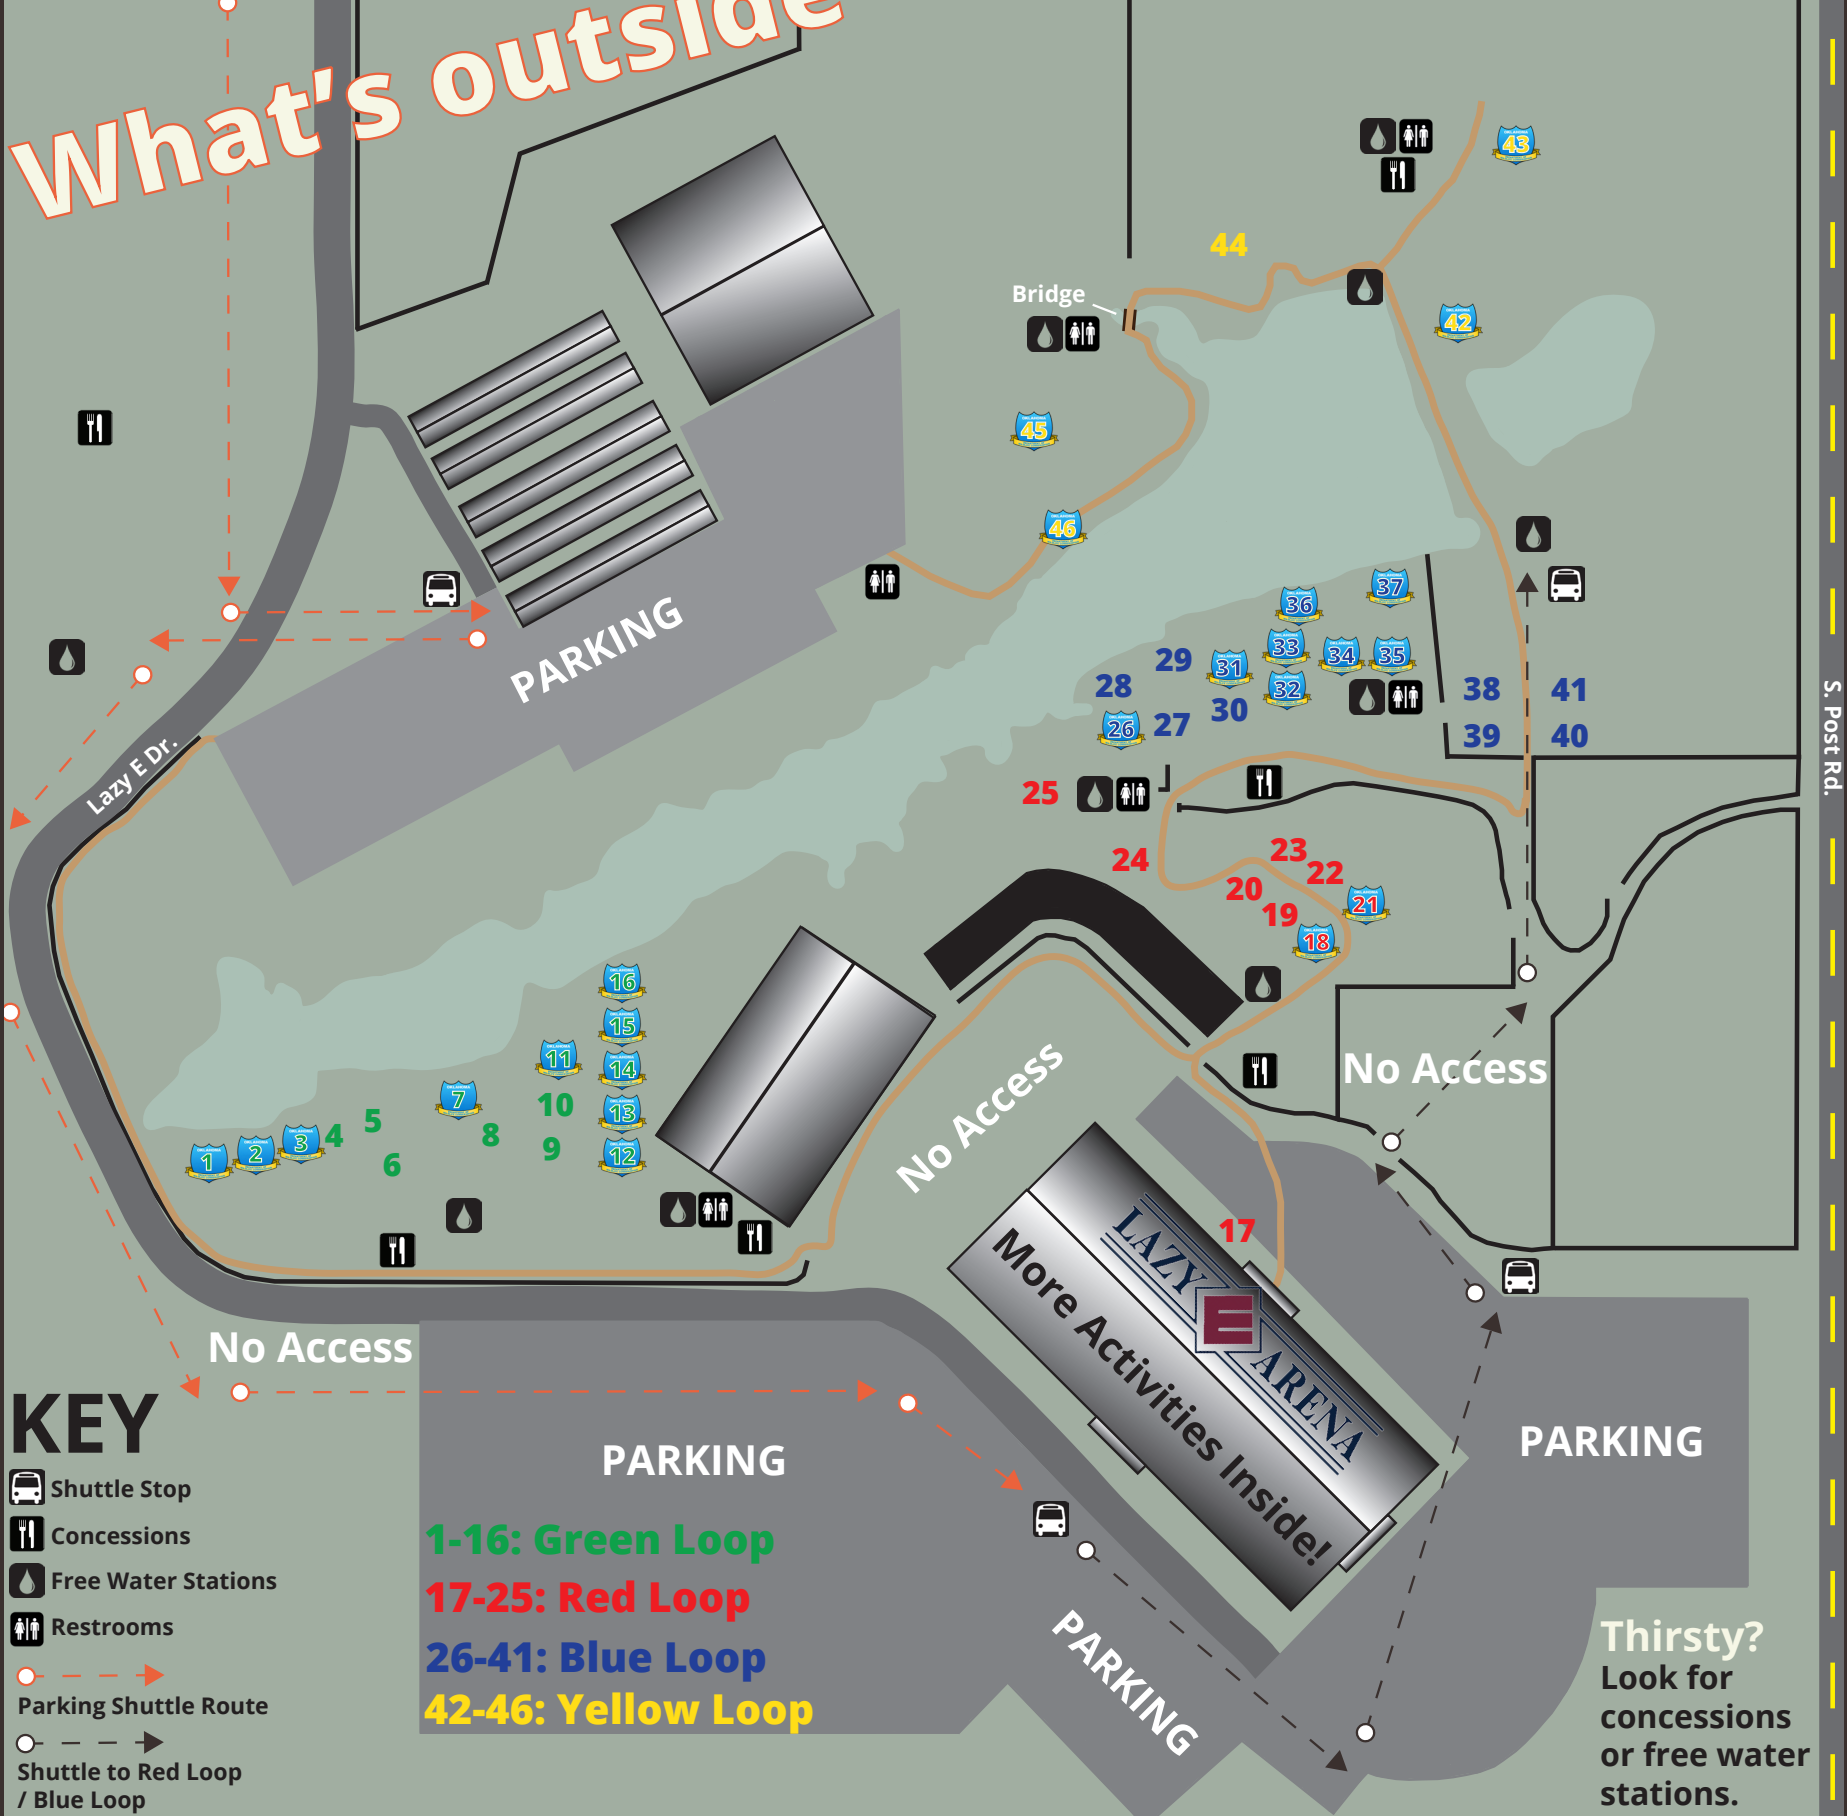 What's outside
43
44
Bridge
42
45
46
37
36
33
34
35
29
31
28
32
30
38
41
26
27
39
40
S. Post Rd.
PARKING
Lazy E Dr.
25
24
23
22
20
21
19
18
16
15
11
14
7
10
13
5
4
8
9
12
1
2
3
6
No Access
No Access
17
LAZY E ARENA
More Activities Inside!
No Access
KEY
Shuttle Stop
Concessions
Free Water Stations
Restrooms
Parking Shuttle Route
Shuttle to Red Loop
/ Blue Loop
PARKING
1-16: Green Loop
17-25: Red Loop
26-41: Blue Loop
42-46: Yellow Loop
PARKING
PARKING
Thirsty?
Look for
concessions
or free water
stations.